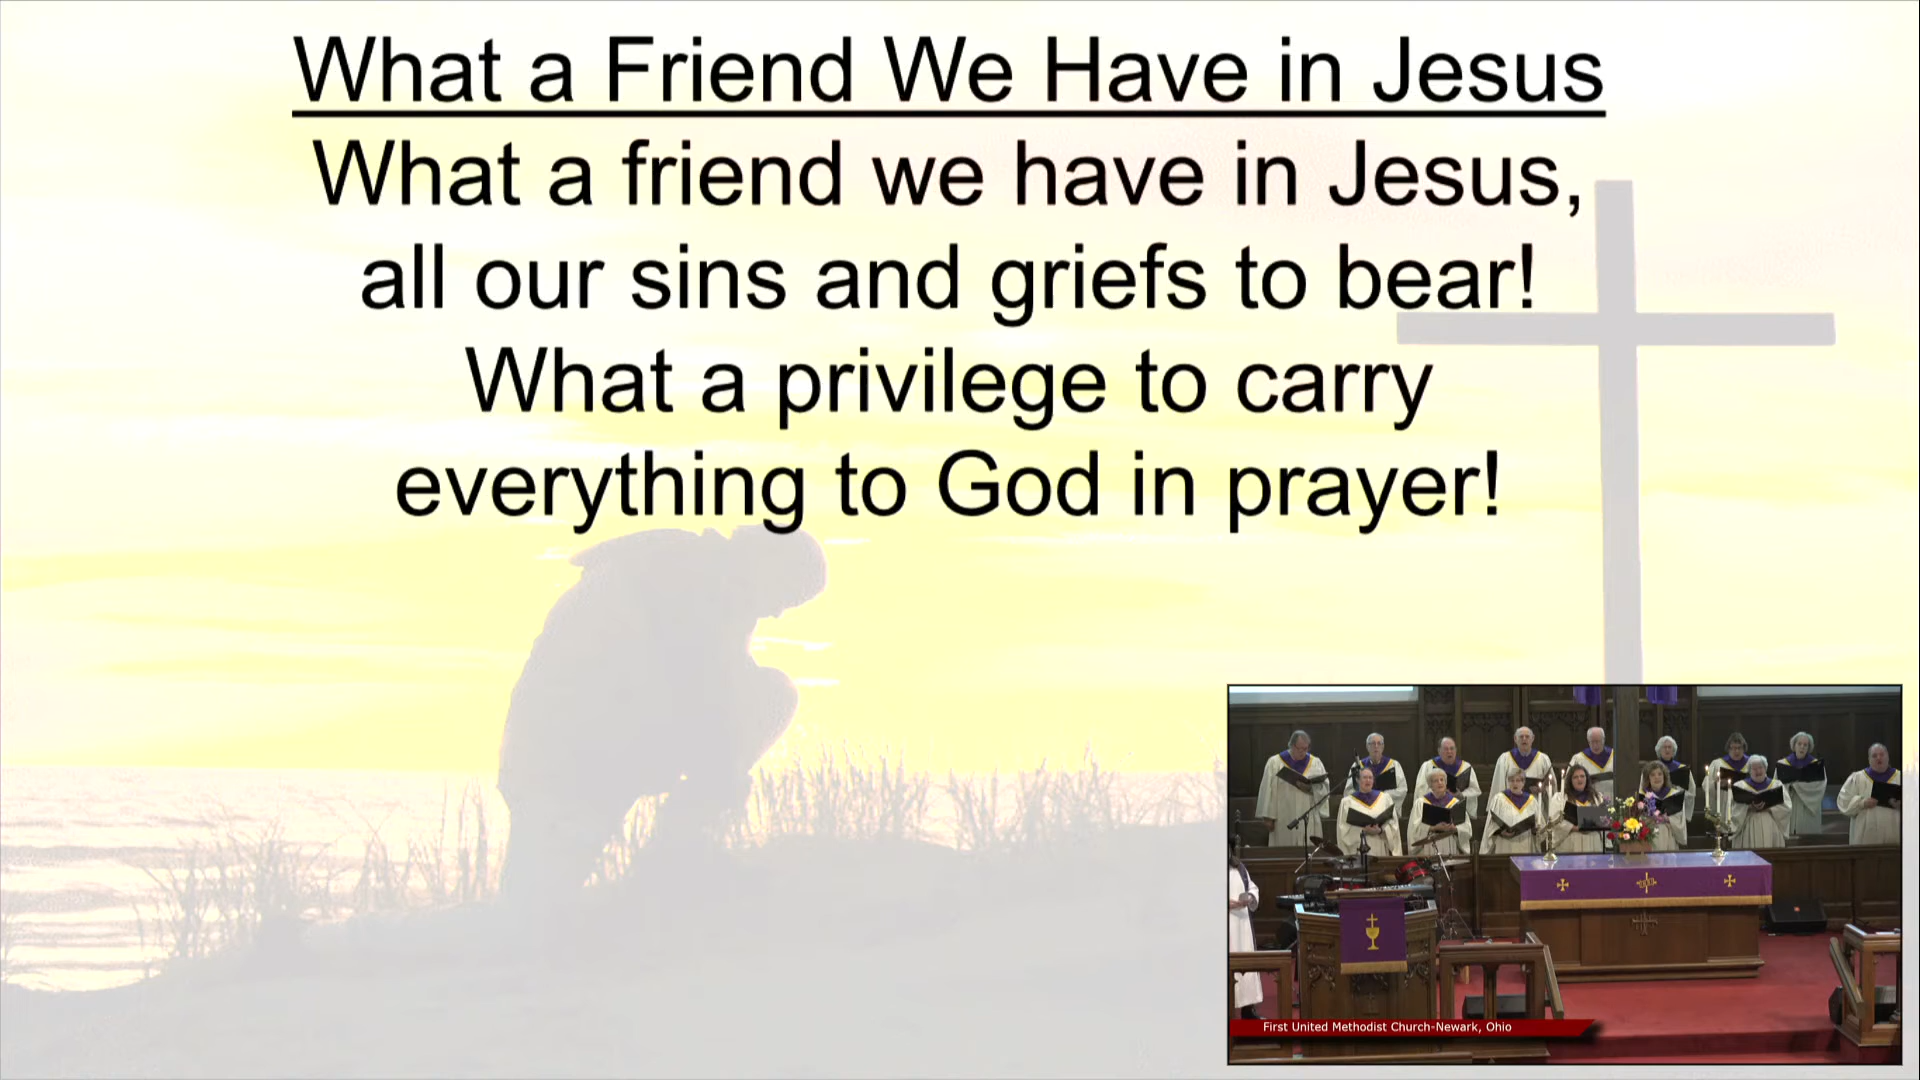 What a Friend We Have in Jesus
What a friend we have in Jesus,
all our sins and griefs to bear!
What a privilege to carry
everything to God in prayer!
First United Methodist Church-Newark, Ohio